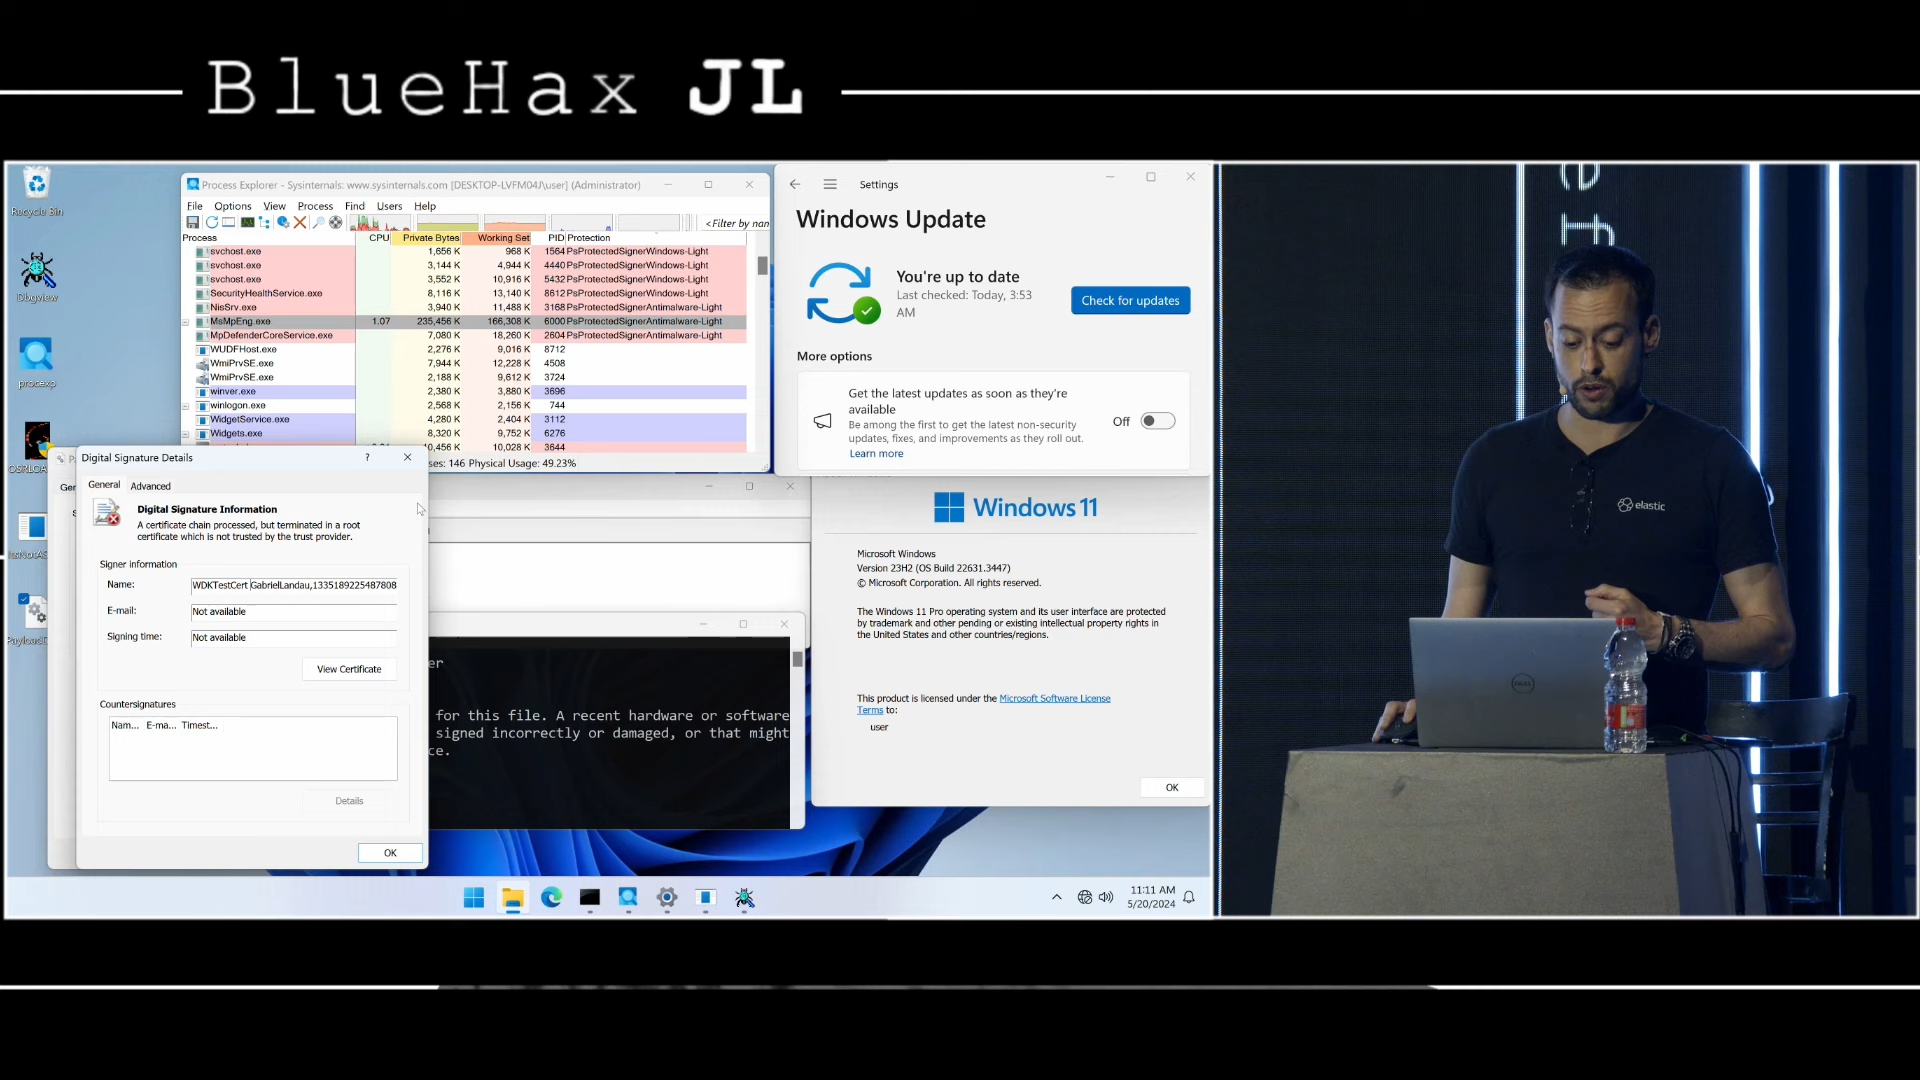 BlueHax JL
Recycle Bin
Dbgview
procexp
Process Explorer - Sysinternals: www.sysinternals.com [DESKTOP-LVFM04J\user] (Administrator)
File Options View Process Find Users Help
<Filter by nan
Process CPU Private Bytes Working Set PID Protection
svchost.exe 1,656 K 968 K 1564 PsProtectedSignerWindows-Light
svchost.exe 3,144 K 4,944 K 4440 PsProtectedSignerWindows-Light
svchost.exe 3,552 K 10,916 K 5432 PsProtectedSignerWindows-Light
SecurityHealthService.exe 8,116 K 13,140 K 8612 PsProtectedSignerWindows-Light
NisSrv.exe 3,940 K 11,488 K 3168 PsProtectedSignerAntimalware-Light
MsMpEng.exe 1.07 235,456 K 166,308 K 6000 PsProtectedSignerAntimalware-Light
MpDefenderCoreService.exe 7,080 K 18,260 K 2604 PsProtectedSignerAntimalware-Light
WUDFHost.exe 2,276 K 9,016 K 8712
WmiPrvSE.exe 7,944 K 12,228 K 4508
WmiPrvSE.exe 2,188 K 9,612 K 3724
winver.exe 2,380 K 3,880 K 3696
winlogon.exe 2,568 K 2,156 K 744
WidgetService.exe 4,280 K 2,404 K 3112
Widgets.exe 8,320 K 9,752 K 6276
10,456 K 3644
ses: 146 Physical Usage: 49.23%
Settings
Windows Update
You're up to date
Last checked: Today, 3:53
AM
Check for updates
More options
Get the latest updates as soon as they're
available
Off
Be among the first to get the latest non-security
updates, fixes, and improvements as they roll out.
Learn more
Digital Signature Details
?
General Advanced
Digital Signature Information
A certificate chain processed, but terminated in a root
certificate which is not trusted by the trust provider.
Signer information
Name: WDKTestCert GabrielLandau,1335189225487808
E-mail: Not available
Signing time: Not available
View Certificate
Countersignatures
Nam... E-ma... Timest...
Details
OK
er
for this file. A recent hardware or software
signed incorrectly or damaged, or that might
ce.
Windows 11
Microsoft Windows
Version 23H2 (OS Build 22631.3447)
© Microsoft Corporation. All rights reserved.
The Windows 11 Pro operating system and its user interface are protected
by trademark and other pending or existing intellectual property rights in
the United States and other countries/regions.
This product is licensed under the Microsoft Software License
Terms to:
user
OK
11:11 AM
5/20/2024
elastic
DELL